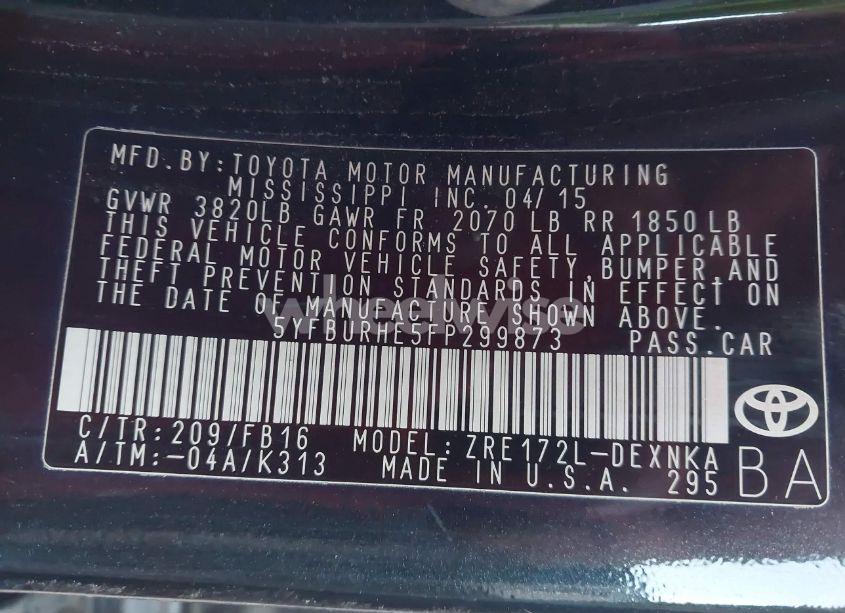 MFD.BY:TOYOTA MOTOR MANUFACTURING
MISSISSIPPI INC. 04/15
GVWR 3820LB GAWR FR 2070 LB RR 1850 LB
THIS VEHICLE CONFORMS TO ALL APPLICABLE
FEDERAL MOTOR VEHICLE SAFETY,BUMPER,AND
THEFT PREVENTION STANDARDS IN EFFECT ON
THE DATE OF MANUFACTURE SHOWN ABOVE.
wheelwise
5YFBURHE5FP299873 PASS.CAR
C/TR:209/FB16 MODEL: ZRE172L-DEXNKA
A/TM:-04A/K313 MADE IN U.S.A. 295 BA